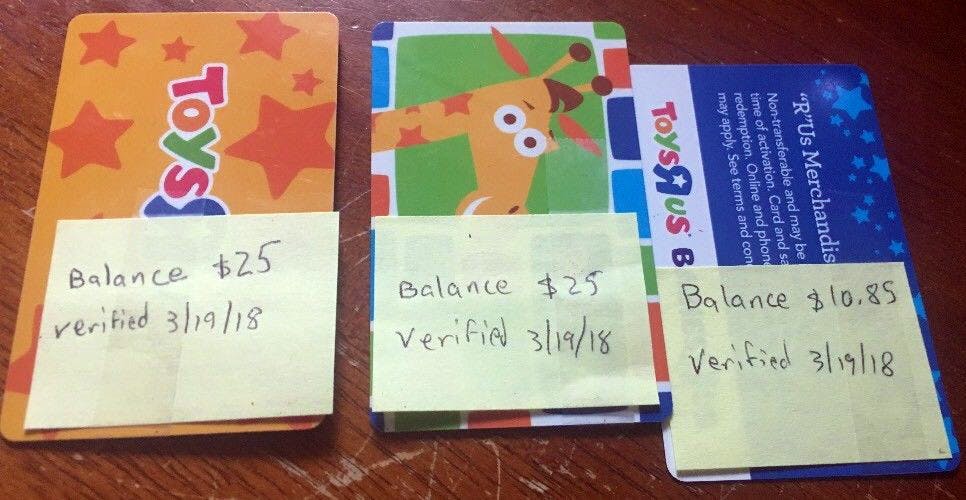 TOYS
Balance $25
verified 3/19/18
Balance $25
Verified 3/19/18
TOYSRUS B
"R"Us Merchandis
Non-transferable and may be
time of activation. Card and sa
redemption. Online and phone
may apply. See terms and con
Balance $10.85
Verified 3/19/18